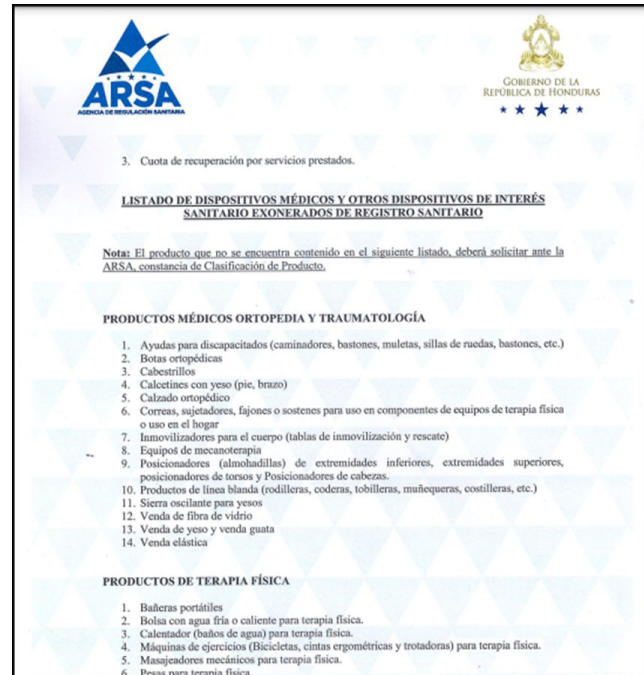 ARSA
AGENCIA DE REGULACIÓN SANITARIA
GOBIERNO DE LA
REPÚBLICA DE HONDURAS
3. Cuota de recuperación por servicios prestados.
LISTADO DE DISPOSITIVOS MÉDICOS Y OTROS DISPOSITIVOS DE INTERÉS
SANITARIO EXONERADOS DE REGISTRO SANITARIO
Nota: El producto que no se encuentra contenido en el siguiente listado, deberá solicitar ante la
ARSA, constancia de Clasificación de Producto.
PRODUCTOS MÉDICOS ORTOPEDIA Y TRAUMATOLOGÍA
1. Ayudas para discapacitados (caminadores, bastones, muletas, sillas de ruedas, bastones, etc.)
2. Botas ortopédicas
3. Cabestrillos
4. Calcetines con yeso (pie, brazo)
5. Calzado ortopédico
6. Correas, sujetadores, fajones o sostenes para uso en componentes de equipos de terapia física
o uso en el hogar
7. Inmovilizadores para el cuerpo (tablas de inmovilización y rescate)
8. Equipos de mecanoterapia
9. Posicionadores (almohadillas) de extremidades inferiores, extremidades superiores,
posicionadores de torsos y Posicionadores de cabezas.
10. Productos de línea blanda (rodilleras, coderas, tobilleras, muñequeras, costilleras, etc.)
11. Sierra oscilante para yesos
12. Venda de fibra de vidrio
13. Venda de yeso y venda guata
14. Venda elástica
PRODUCTOS DE TERAPIA FÍSICA
1. Bañeras portátiles
2. Bolsa con agua fría o caliente para terapia física.
3. Calentador (baños de agua) para terapia física.
4. Máquinas de ejercicios (Bicicletas, cintas ergométricas y trotadoras) para terapia física.
5. Masajeadores mecánicos para terapia física.
6. Pesas para terapia física.